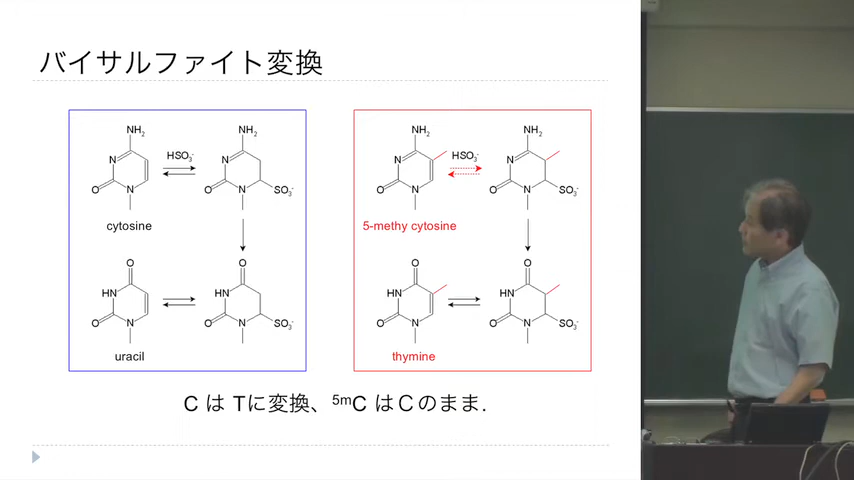 バイサルファイト変換
NH2
NH2
NH2
NH2
HSO3-
HSO3-
N
N
N
N
O
N
O
N
SO3-
O
N
O
N
SO3-
cytosine
5-methy cytosine
O
O
O
O
HN
HN
HN
HN
O
N
O
N
SO3-
O
N
O
N
SO3-
uracil
thymine
C は Tに変換、5mC はCのまま.